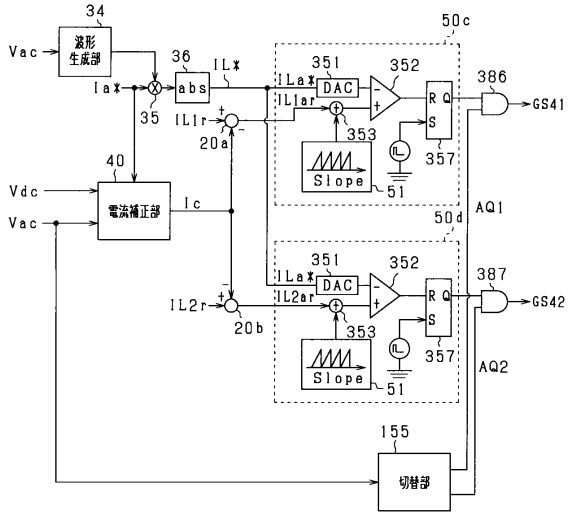 34
Vac
波形
生成部
36
Ia*
35
abs
IL*
50c
351
ILa*
DAC
352
IL1r
+
−
20a
IL1ar
−
+
353
R Q
S
357
386
GS41
Slope
51
40
Vdc
Vac
電流補正部
Ic
AQ1
50d
351
ILa*
DAC
352
−
+
IL2r
20b
IL2ar
−
+
353
R Q
S
357
387
GS42
Slope
51
AQ2
155
切替部